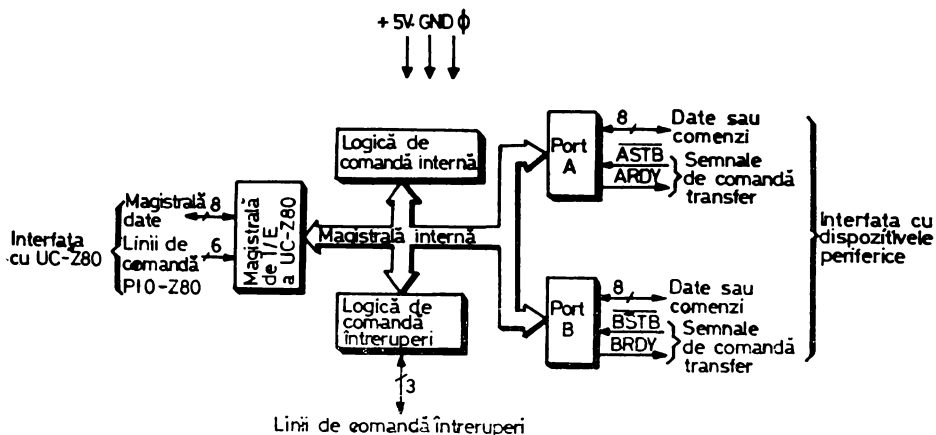 + 5V GND ϕ
Logică de
comandă internă
Port
A
8
Date sau
comenzi
ASTB
ARDY
Semnale
de comandă
transfer
Interfața
cu UC-Z80
Magistrală
date
8
Linii de
comandă
PIO-Z80
6
Magistrală
de I/E
a UC-Z80
Magistrală internă
Interfața cu
dispozitivele
periferice
Logică de
comandă
întreruperi
Port
B
8
Date sau
comenzi
BSTB
BRDY
Semnale
de comandă
transfer
3
Linii de comandă întreruperi